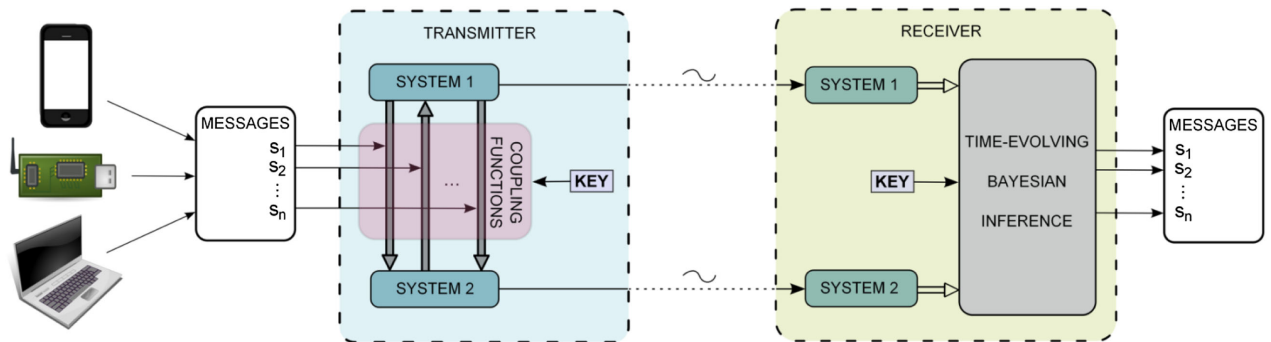 MESSAGES
s1
s2
⋮
sn
TRANSMITTER
SYSTEM 1
...
COUPLING
FUNCTIONS
KEY
SYSTEM 2
RECEIVER
SYSTEM 1
KEY
SYSTEM 2
TIME-EVOLVING
BAYESIAN
INFERENCE
MESSAGES
s1
s2
⋮
sn